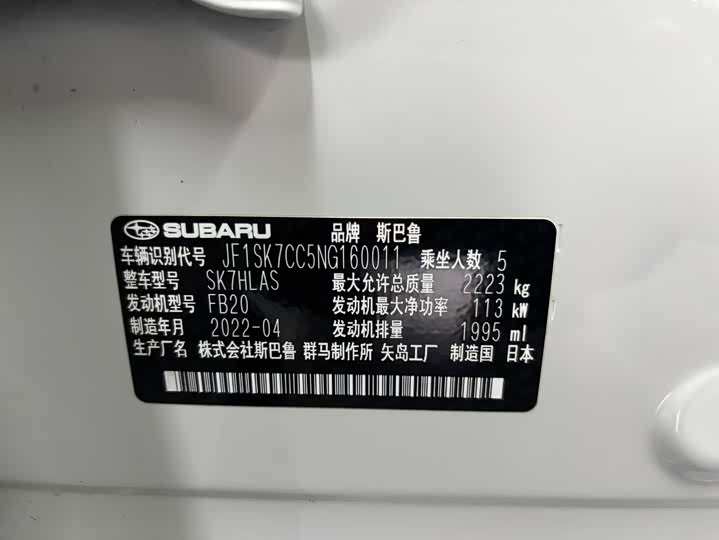 SUBARU 品牌 斯巴鲁
车辆识别代号 JF1SK7CC5NG160011 乘坐人数 5
整车型号 SK7HLAS 最大允许总质量 2223 kg
发动机型号 FB20 发动机最大净功率 113 kW
制造年月 2022-04 发动机排量 1995 ml
生产厂名 株式会社斯巴鲁 群马制作所 矢岛工厂 制造国 日本